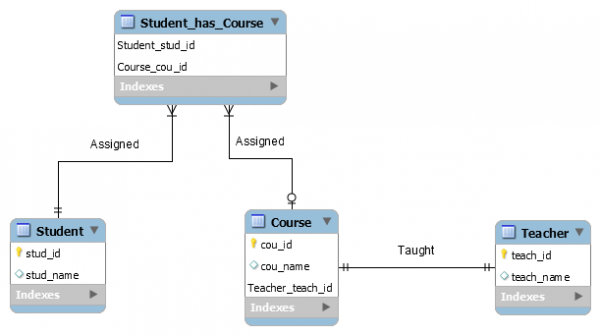 Student_has_Course
Student_stud_id
Course_cou_id
Indexes
Assigned
Assigned
Student
stud_id
stud_name
Indexes
Course
cou_id
cou_name
Teacher_teach_id
Indexes
Taught
Teacher
teach_id
teach_name
Indexes